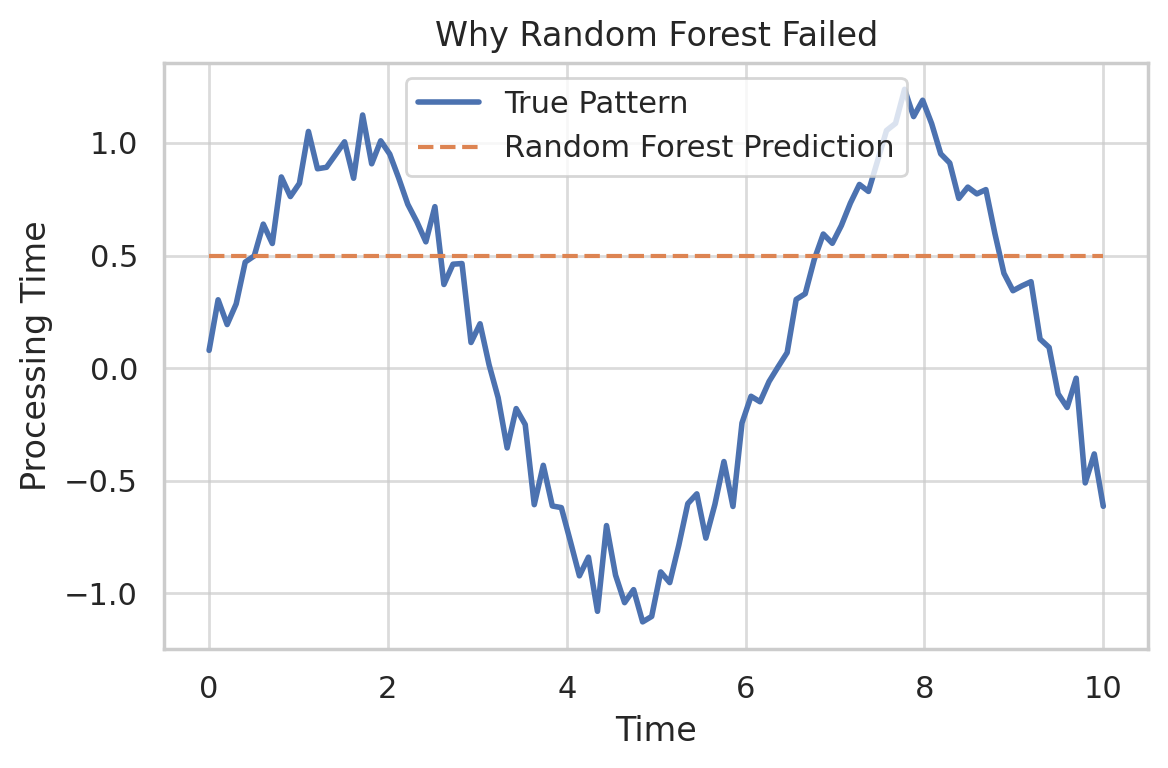 Why Random Forest Failed
True Pattern
Random Forest Prediction
Processing Time
1.0
0.5
0.0
−0.5
−1.0
0 2 4 6 8 10
Time